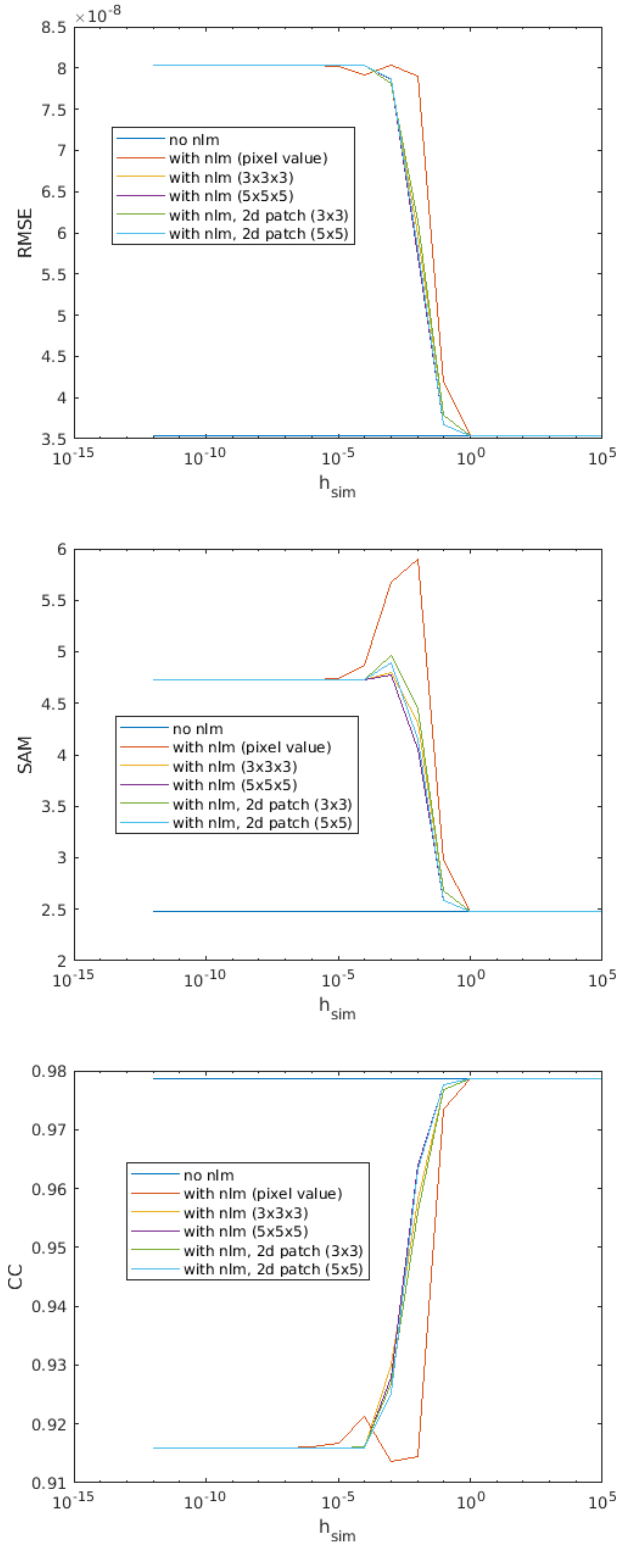 ×10-8
8.5
8
7.5
7
6.5
6
5.5
5
4.5
4
3.5
RMSE
no nlm
with nlm (pixel value)
with nlm (3x3x3)
with nlm (5x5x5)
with nlm, 2d patch (3x3)
with nlm, 2d patch (5x5)
10-15 10-10 10-5 100 105
hsim
6
5.5
5
4.5
4
3.5
3
2.5
2
SAM
no nlm
with nlm (pixel value)
with nlm (3x3x3)
with nlm (5x5x5)
with nlm, 2d patch (3x3)
with nlm, 2d patch (5x5)
10-15 10-10 10-5 100 105
hsim
0.98
0.97
0.96
0.95
0.94
0.93
0.92
0.91
CC
no nlm
with nlm (pixel value)
with nlm (3x3x3)
with nlm (5x5x5)
with nlm, 2d patch (3x3)
with nlm, 2d patch (5x5)
10-15 10-10 10-5 100 105
hsim